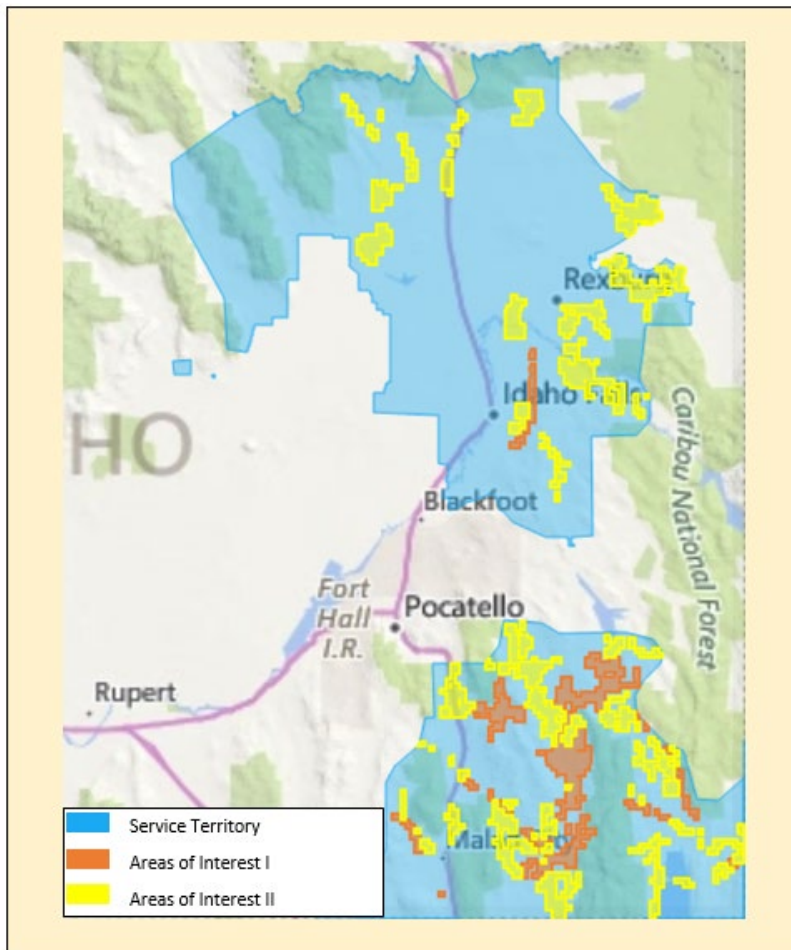 Rexburg
Idaho Falls
HO
Caribou National Forest
Blackfoot
Fort
Hall
I.R.
Pocatello
Rupert
Service Territory
Areas of Interest I
Areas of Interest II